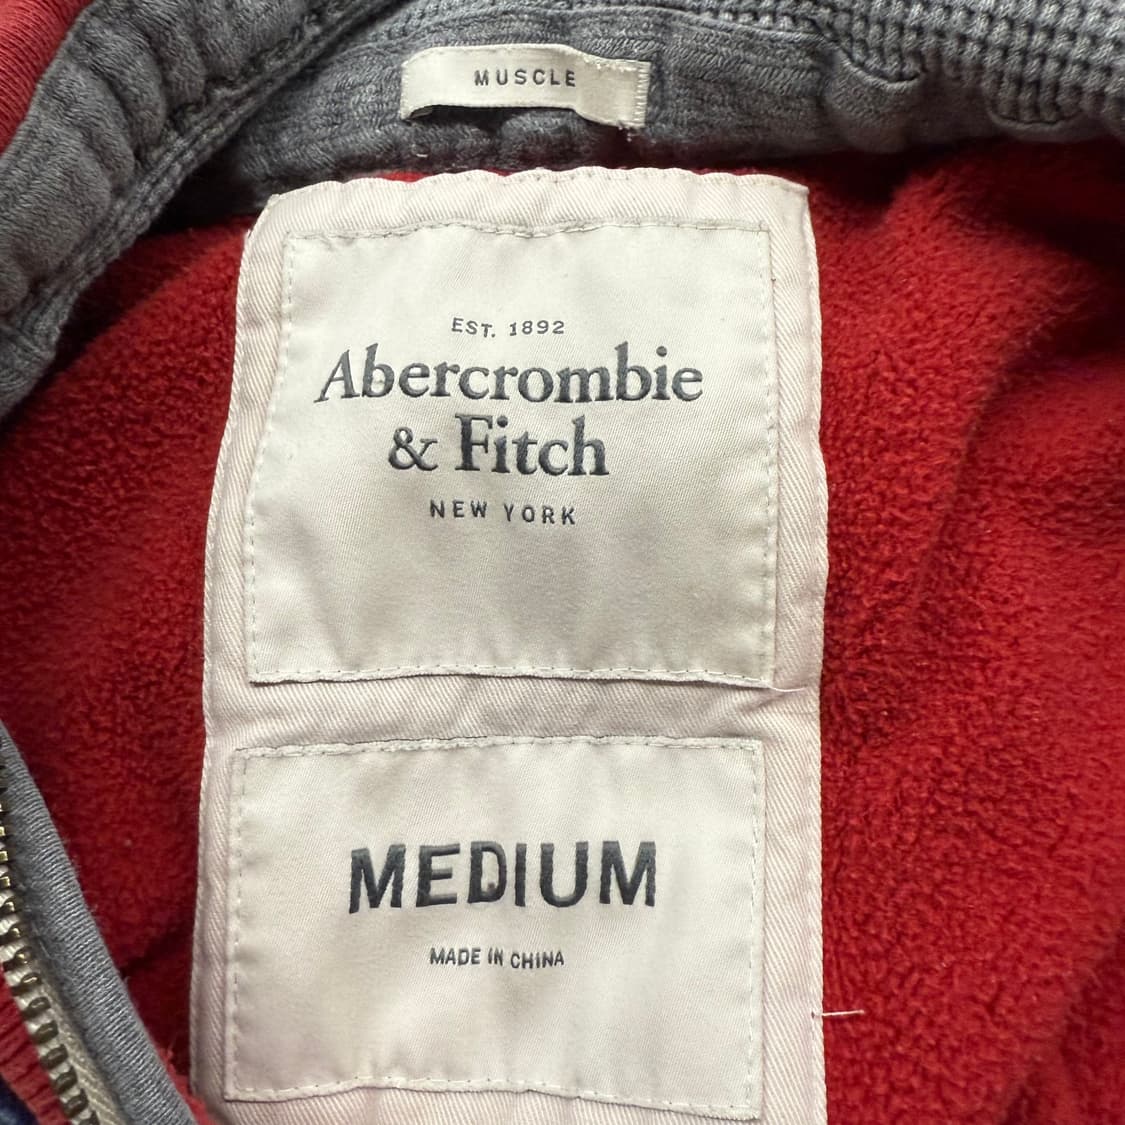 MUSCLE
EST. 1892
Abercrombie
& Fitch
NEW YORK
MEDIUM
MADE IN CHINA